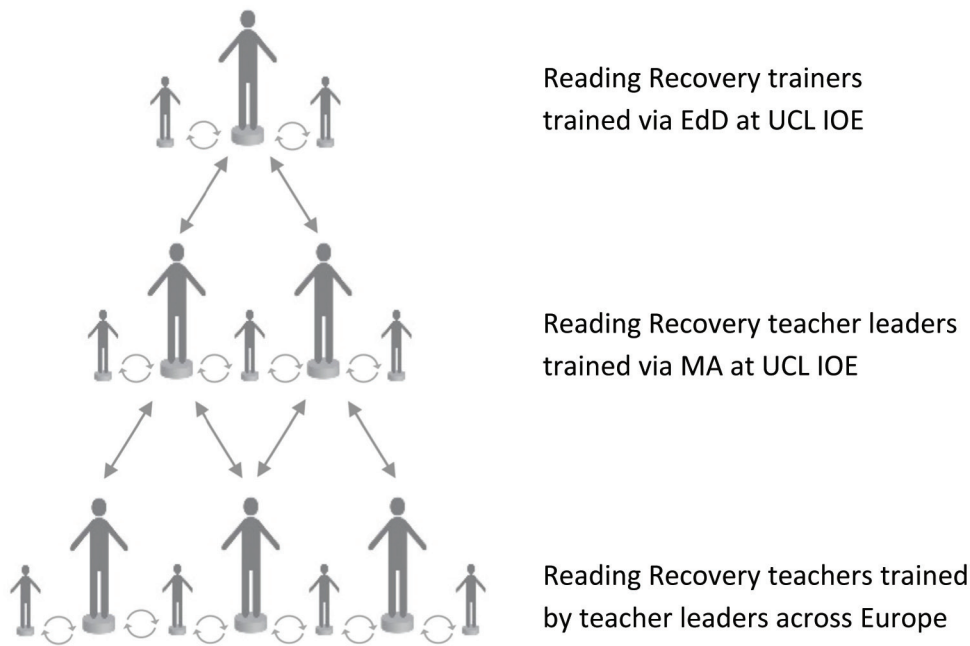 Reading Recovery trainers
trained via EdD at UCL IOE
Reading Recovery teacher leaders
trained via MA at UCL IOE
Reading Recovery teachers trained
by teacher leaders across Europe